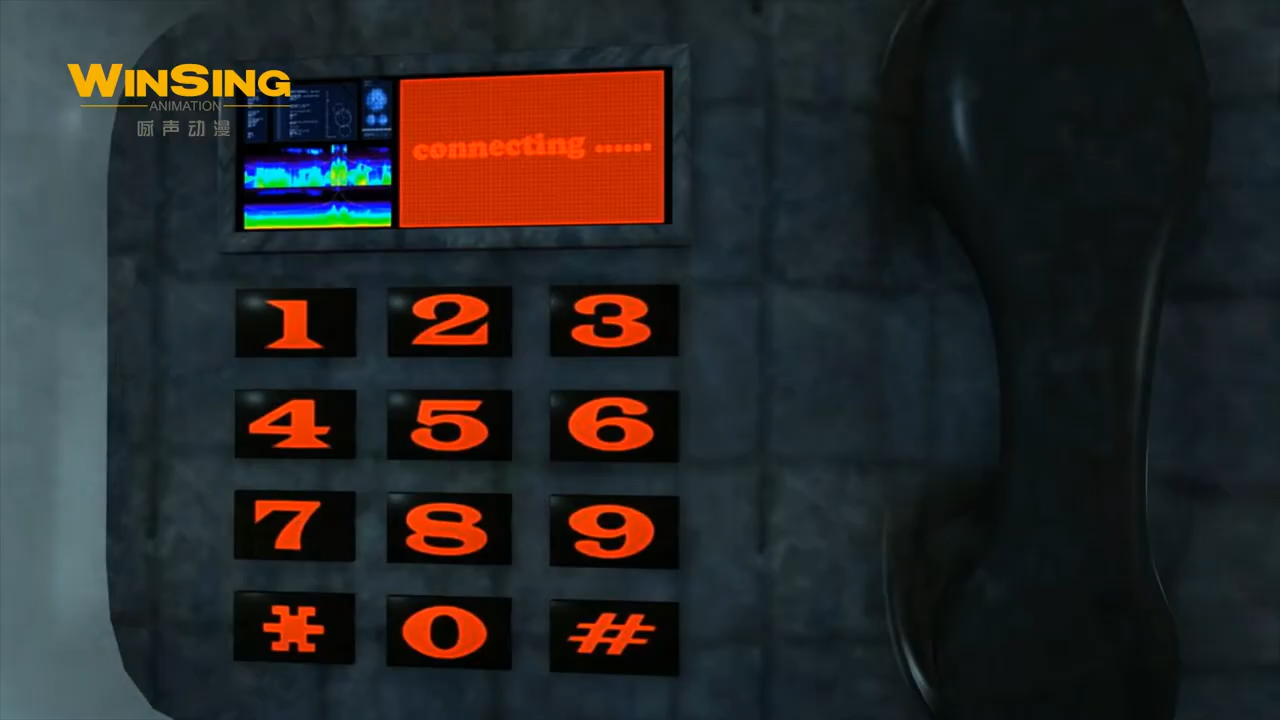 WINSING
ANIMATION
咏声动漫
connecting ......
1 2 3
4 5 6
7 8 9
* 0 #